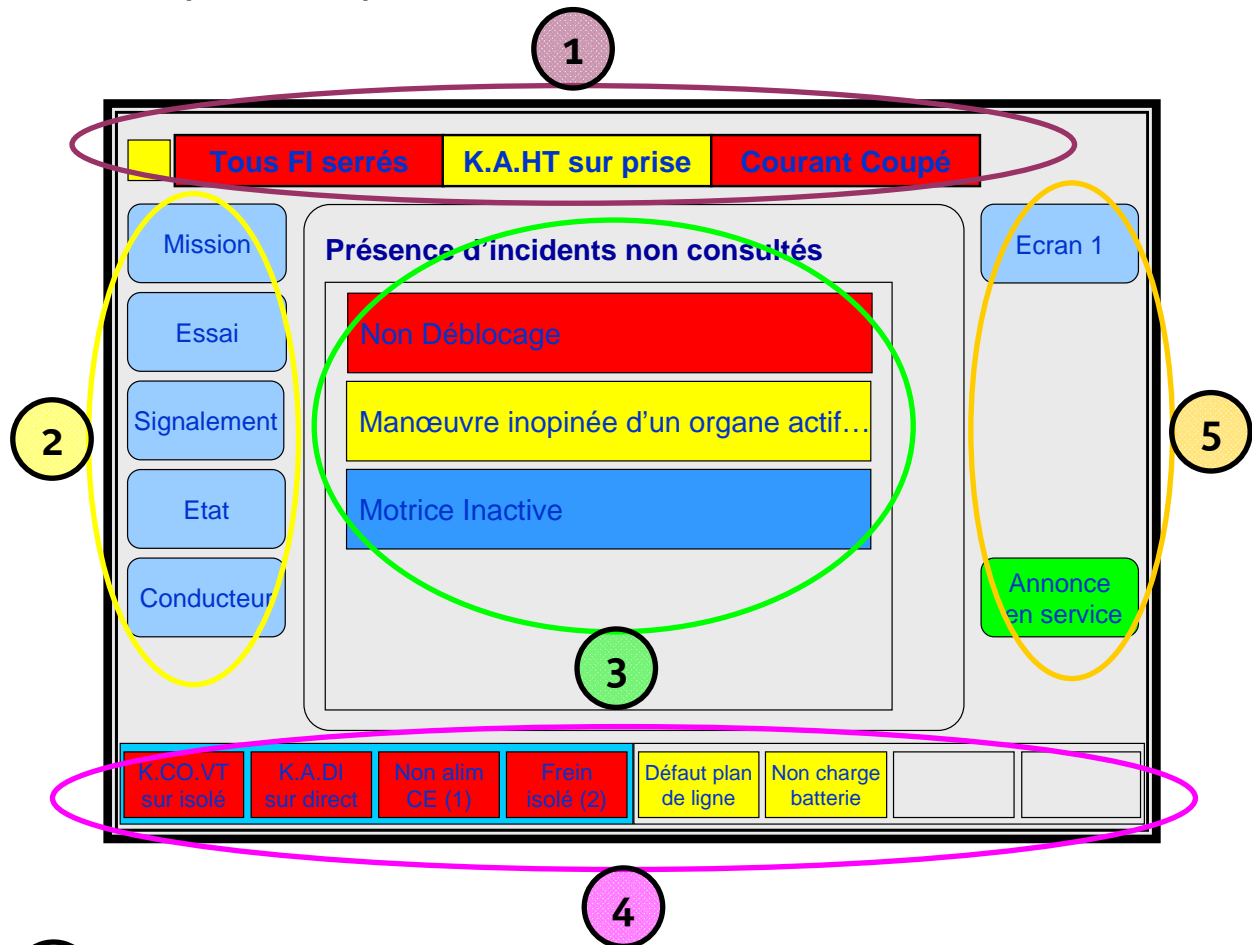 1
Tous FI serrés K.A.HT sur prise Courant Coupé
Mission
Essai
Signalement
Etat
Conducteur
2
Présence d'incidents non consultés
Non Déblocage
Manœuvre inopinée d'un organe actif…
Motrice Inactive
3
Ecran 1
Annonce
en service
5
K.CO.VT
sur isolé
K.A.DI
sur direct
Non alim
CE (1)
Frein
isolé (2)
Défaut plan
de ligne
Non charge
batterie
4